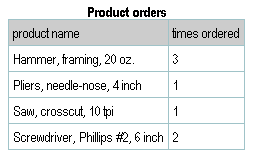 Product orders
product name times ordered
Hammer, framing, 20 oz. 3
Pliers, needle-nose, 4 inch 1
Saw, crosscut, 10 tpi 1
Screwdriver, Phillips #2, 6 inch 2